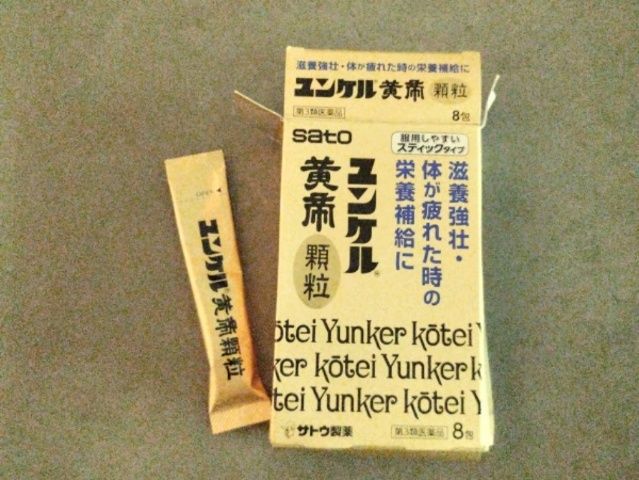 滋養強壮・体が疲れた時の栄養補給に
ユンケル黄帝 顆粒
第3類医薬品
8包
sato
服用しやすい
スティックタイプ
滋養強壮・
体が疲れた時の
栄養補給に
ユンケル
黄帝
顆粒
ōtei Yunker kōtei Y
ker kōtei Yunker k
tei Yunker kōtei Yu
サトウ製薬
第3類医薬品
8包
OPEN
ユンケル黄帝顆粒